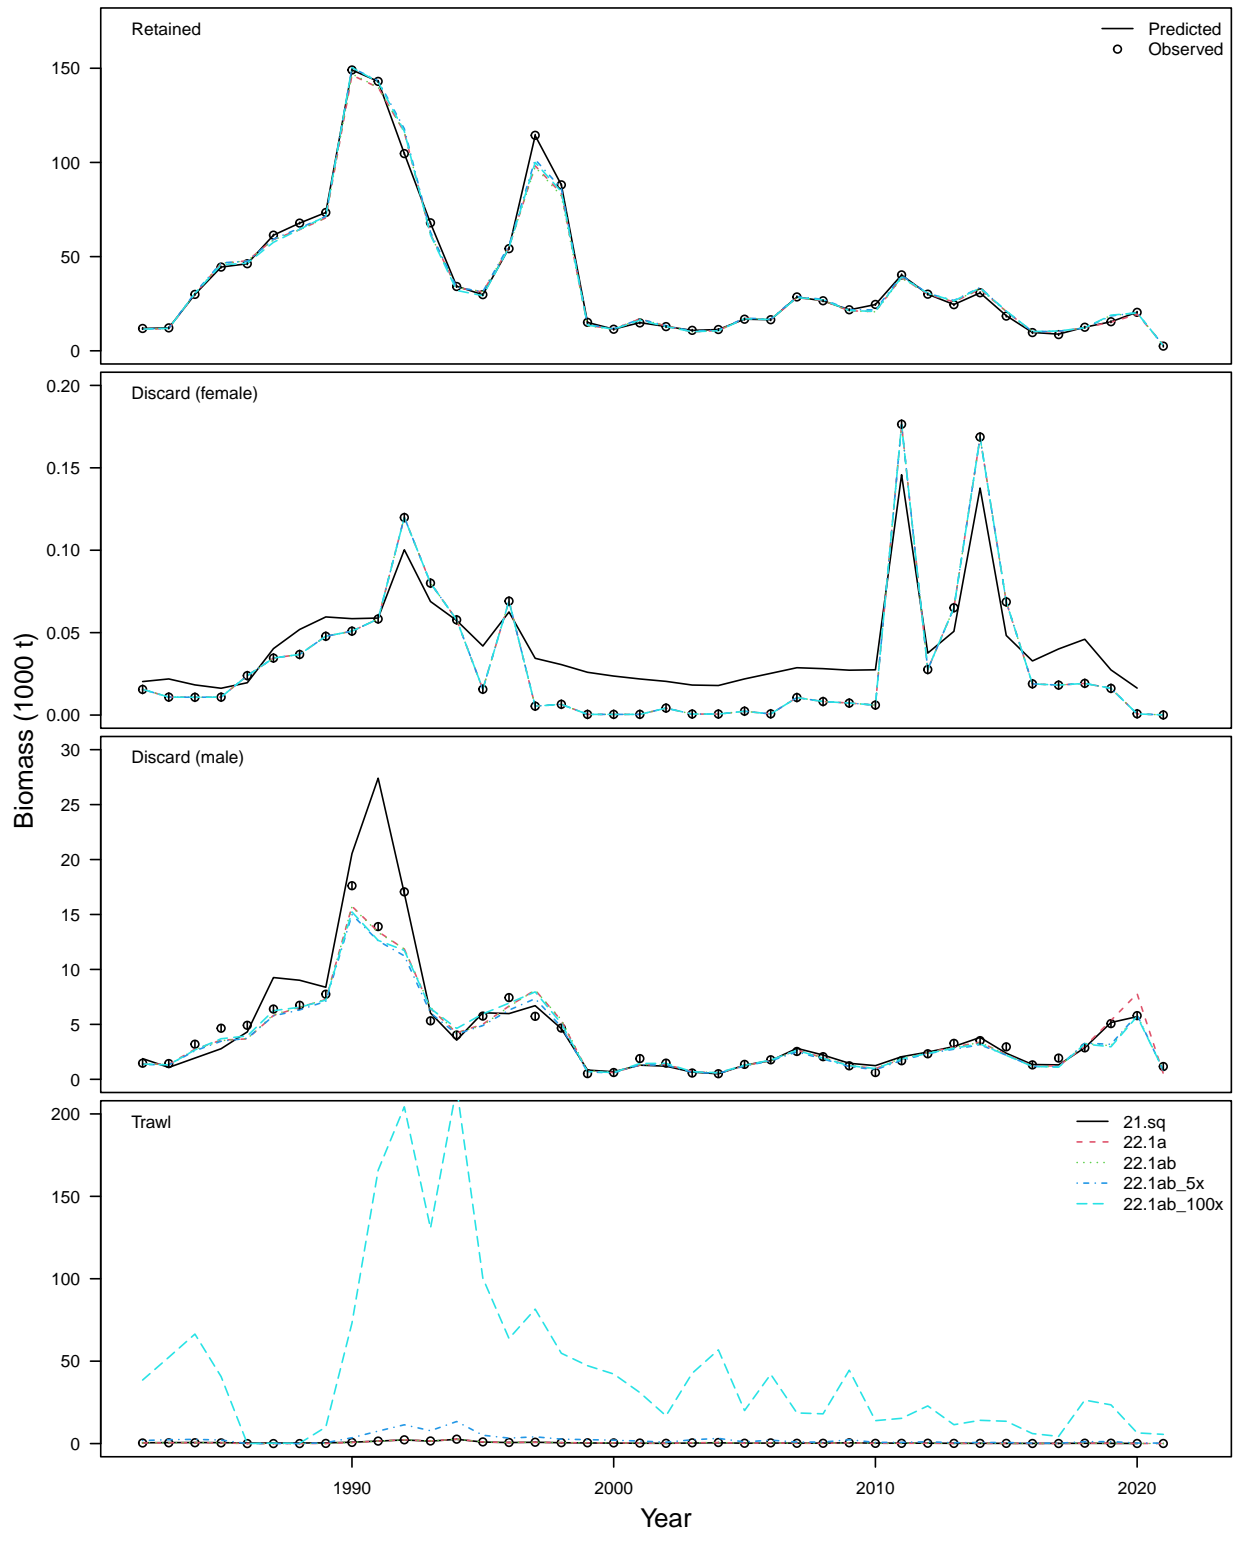 Retained
Predicted
Observed
150
100
50
0
Discard (female)
0.20
0.15
0.10
0.05
0.00
Discard (male)
30
25
20
15
10
5
0
Trawl
21.sq
22.1a
22.1ab
22.1ab_5x
22.1ab_100x
200
150
100
50
0
1990 2000 2010 2020
Year
Biomass (1000 t)